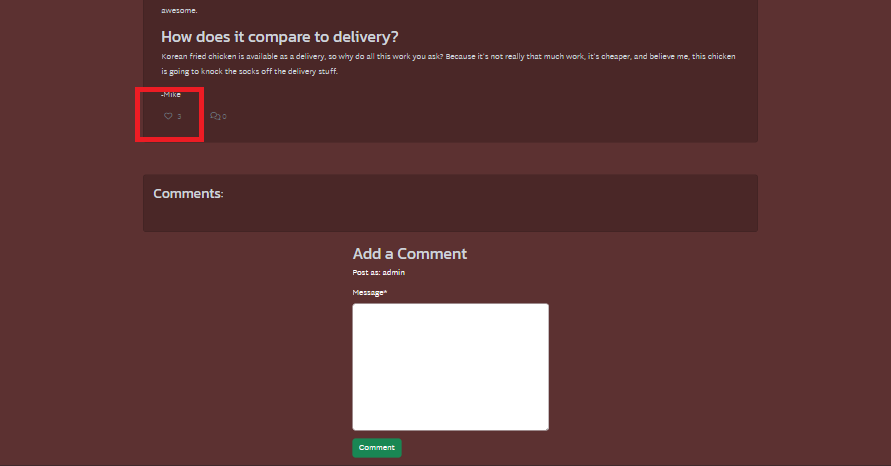 awesome.
How does it compare to delivery?
Korean fried chicken is available as a delivery, so why do all this work you ask? Because it's not really that much work, it's cheaper, and believe me, this chicken
is going to knock the socks off the delivery stuff.
-Mike
3 0
Comments:
Add a Comment
Post as: admin
Message*
Comment